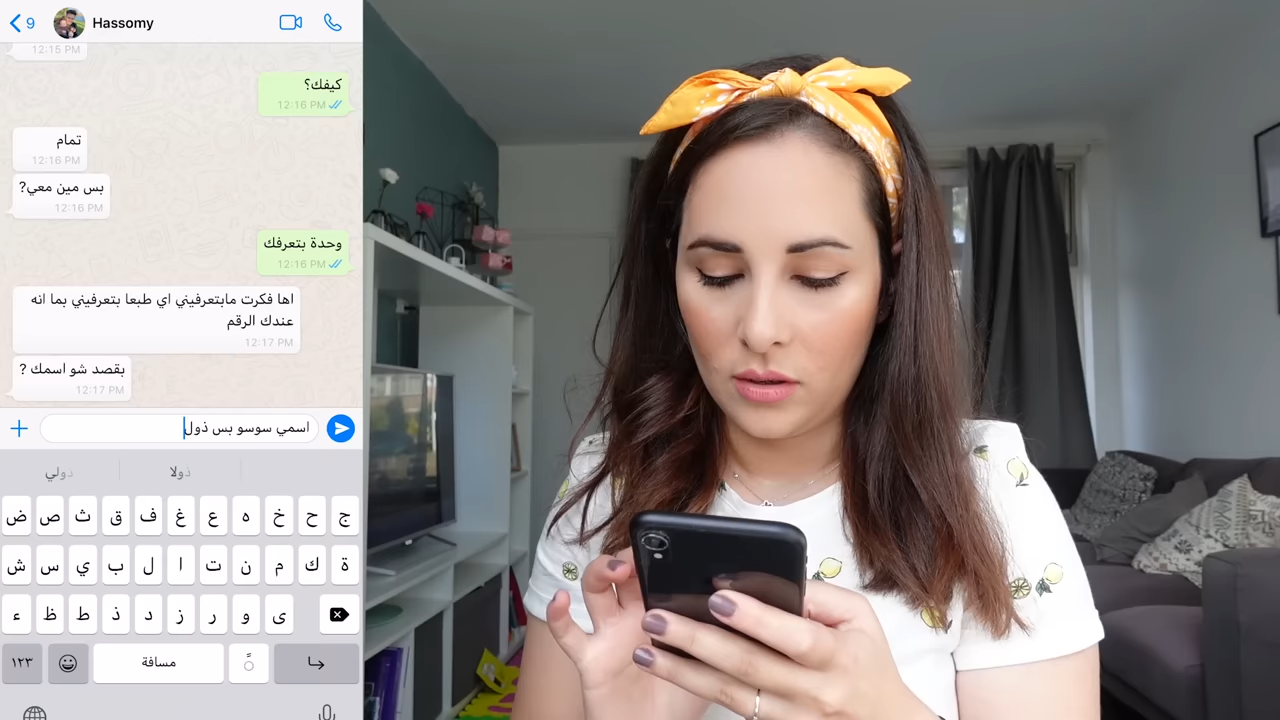 9
Hassomy
12:15 PM
كيفك؟
12:16 PM
تمام
12:16 PM
بس مين معي?
12:16 PM
وحدة بتعرفك
12:16 PM
اها فكرت مابتعرفيني اي طبعا بتعرفيني بما انه
عندك الرقم
12:17 PM
بقصد شو اسمك ?
12:17 PM
اسمي سوسو بس ذول
ذولا
ذولي
ض ص ث ق ف غ ع ه خ ح ج
ش س ي ب ل ا ت ن م ك ة
ء ظ ط ذ د ز ر و ى
١٢٣
مسافة